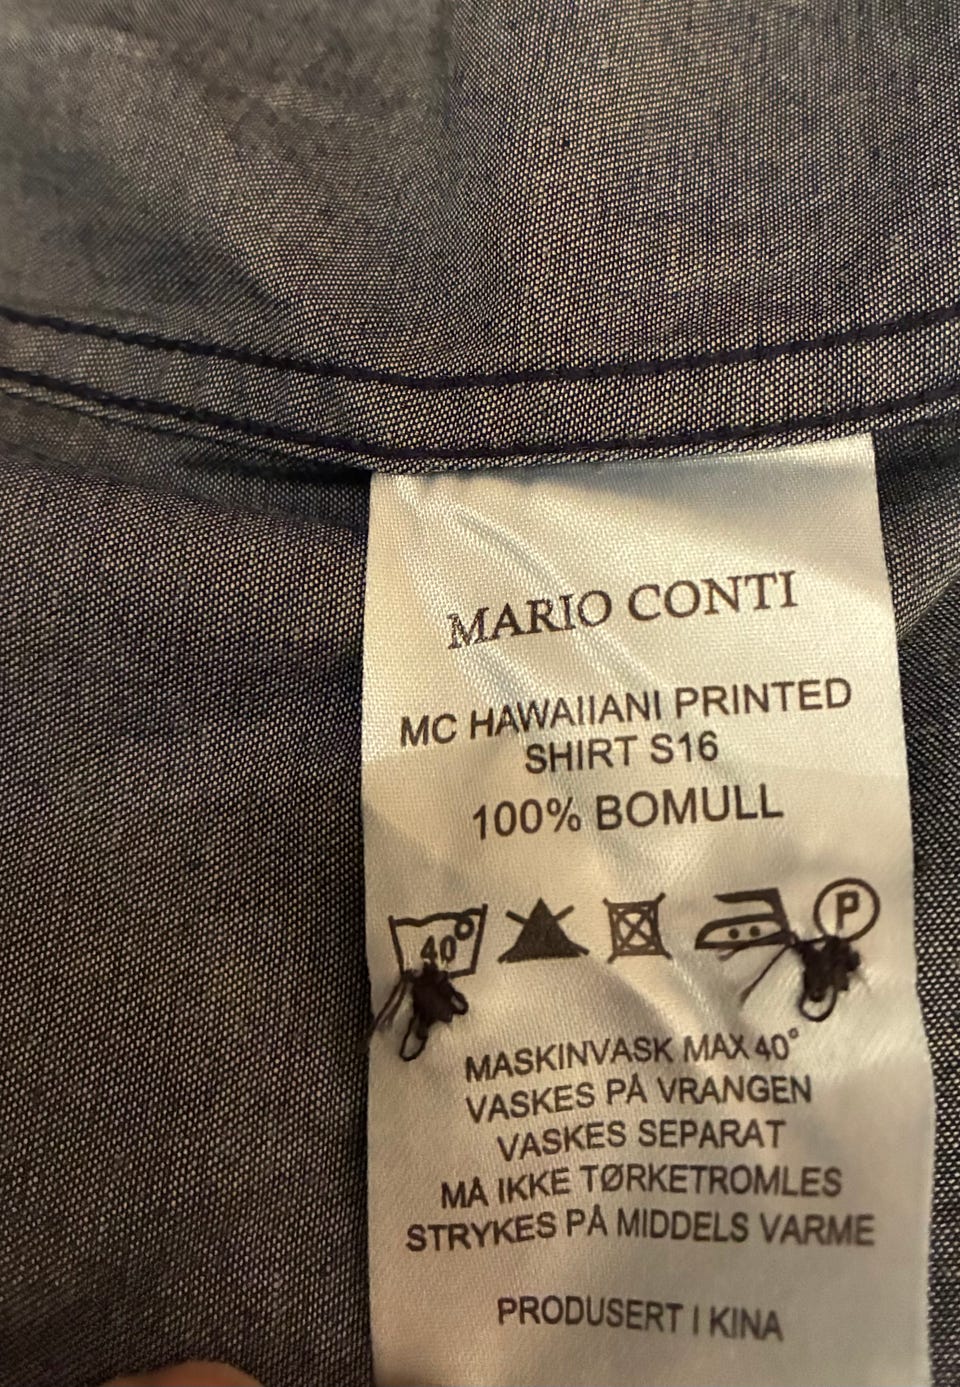 MARIO CONTI
MC HAWAIIANI PRINTED
SHIRT S16
100% BOMULL
40° P
MASKINVASK MAX 40°
VASKES PÅ VRANGEN
VASKES SEPARAT
MÅ IKKE TØRKETROMLES
STRYKES PÅ MIDDELS VARME
PRODUSERT I KINA